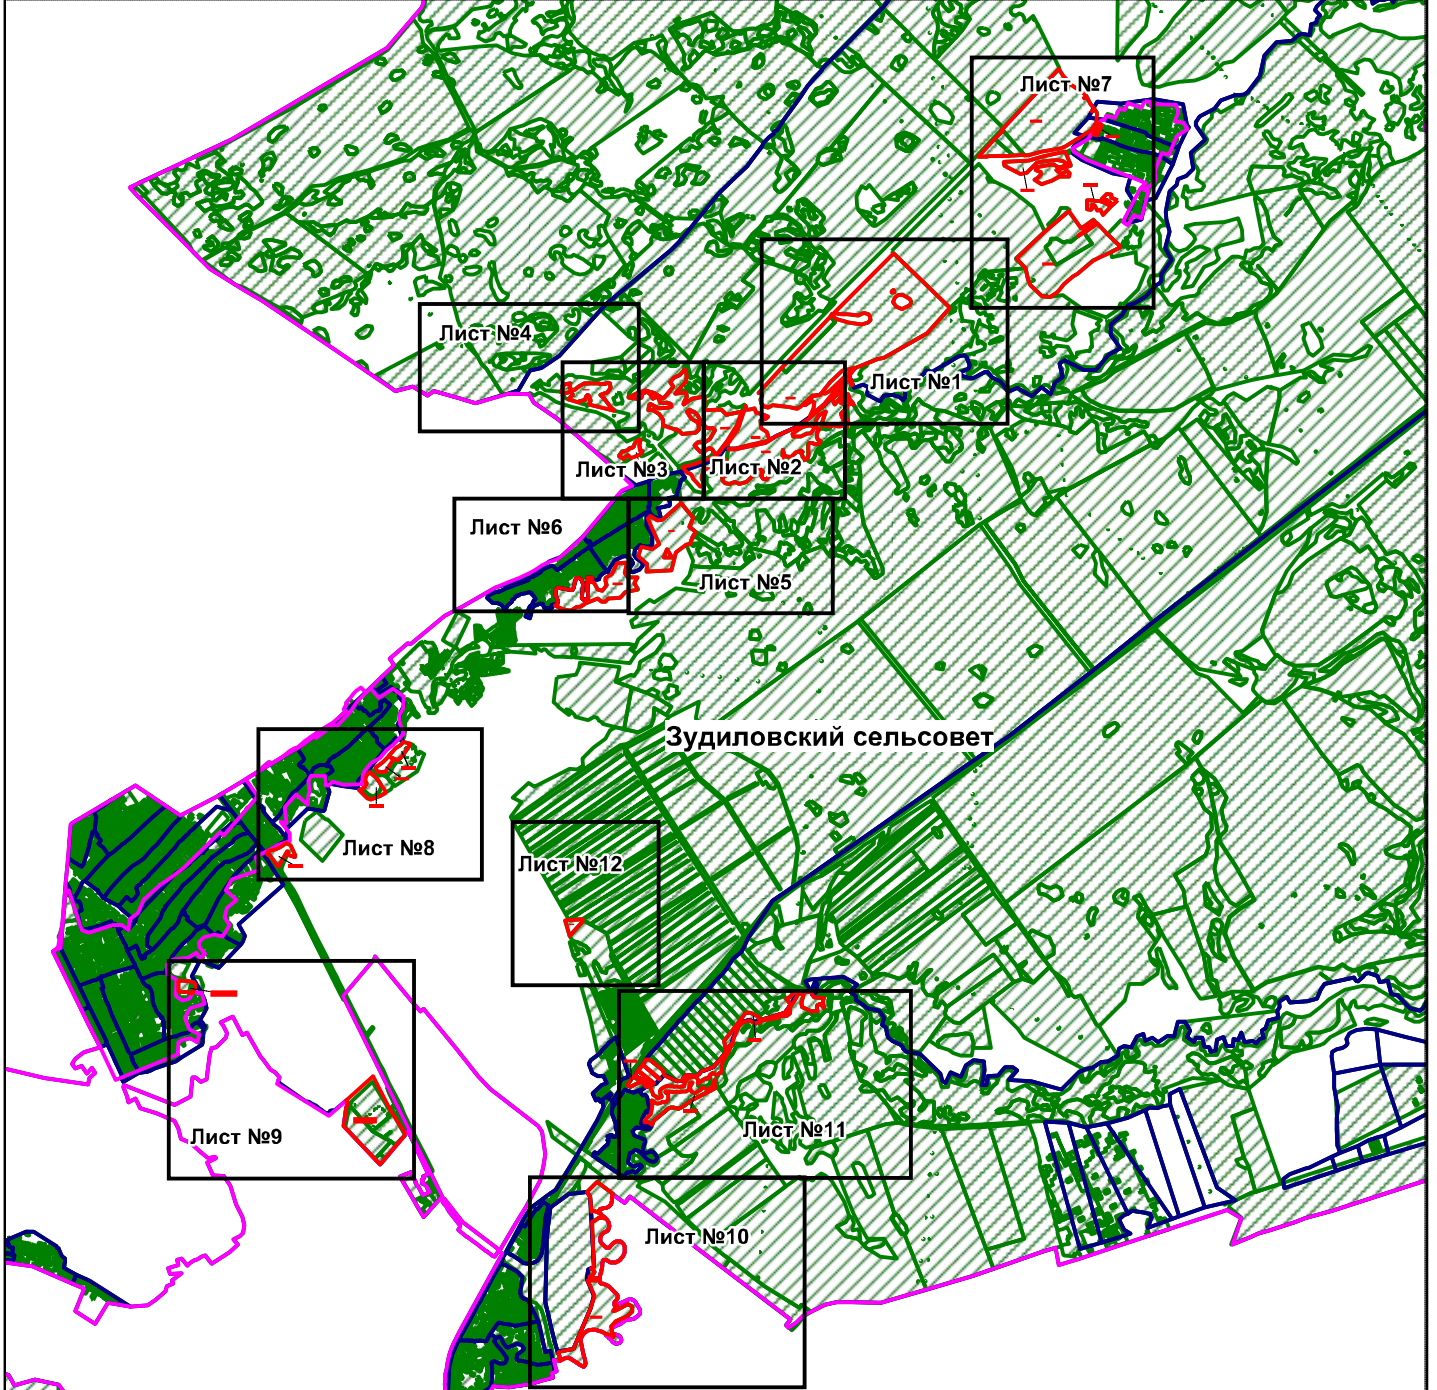 Лист №7
Лист №4
Лист №1
Лист №3
Лист №2
Лист №6
Лист №5
Зудиловский сельсовет
Лист №8
Лист №12
Лист №9
Лист №11
Лист №10